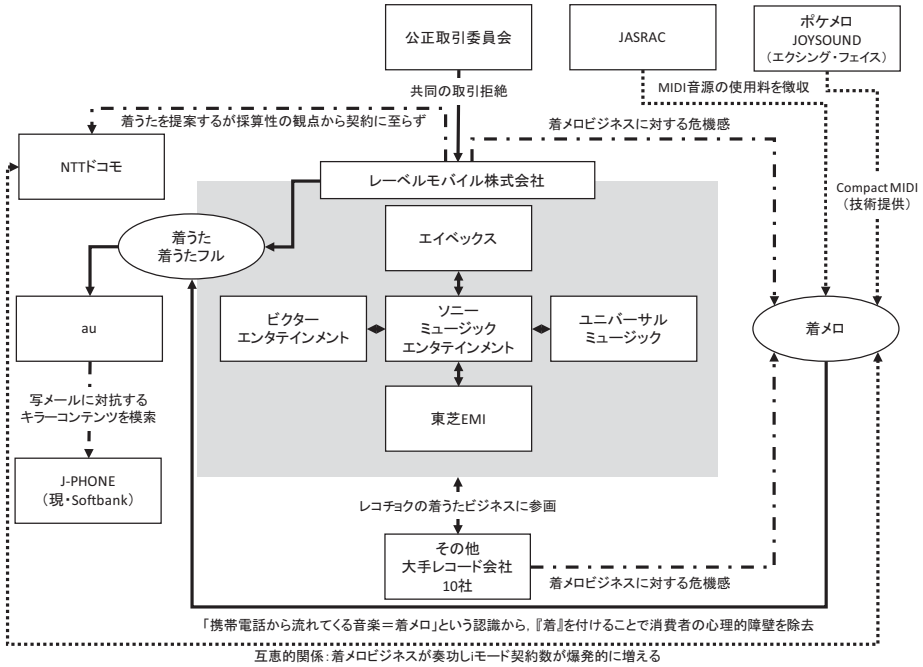 公正取引委員会
JASRAC
ポケメロ
JOYSOUND
（エクシング・フェイス）
共同の取引拒絶
MIDI音源の使用料を徴収
着うたを提案するが採算性の観点から契約に至らず
着メロビジネスに対する危機感
NTTドコモ
レーベルモバイル株式会社
Compact MIDI
（技術提供）
着うた
着うたフル
エイベックス
au
ビクター
エンタテインメント
ソニー
ミュージック
エンタテインメント
ユニバーサル
ミュージック
着メロ
写メールに対抗する
キラーコンテンツを模索
東芝EMI
J-PHONE
（現・Softbank）
レコチョクの着うたビジネスに参画
その他
大手レコード会社
10社
着メロビジネスに対する危機感
「携帯電話から流れてくる音楽＝着メロ」という認識から，『着』を付けることで消費者の心理的障壁を除去
互恵的関係：着メロビジネスが奏功しiモード契約数が爆発的に増える